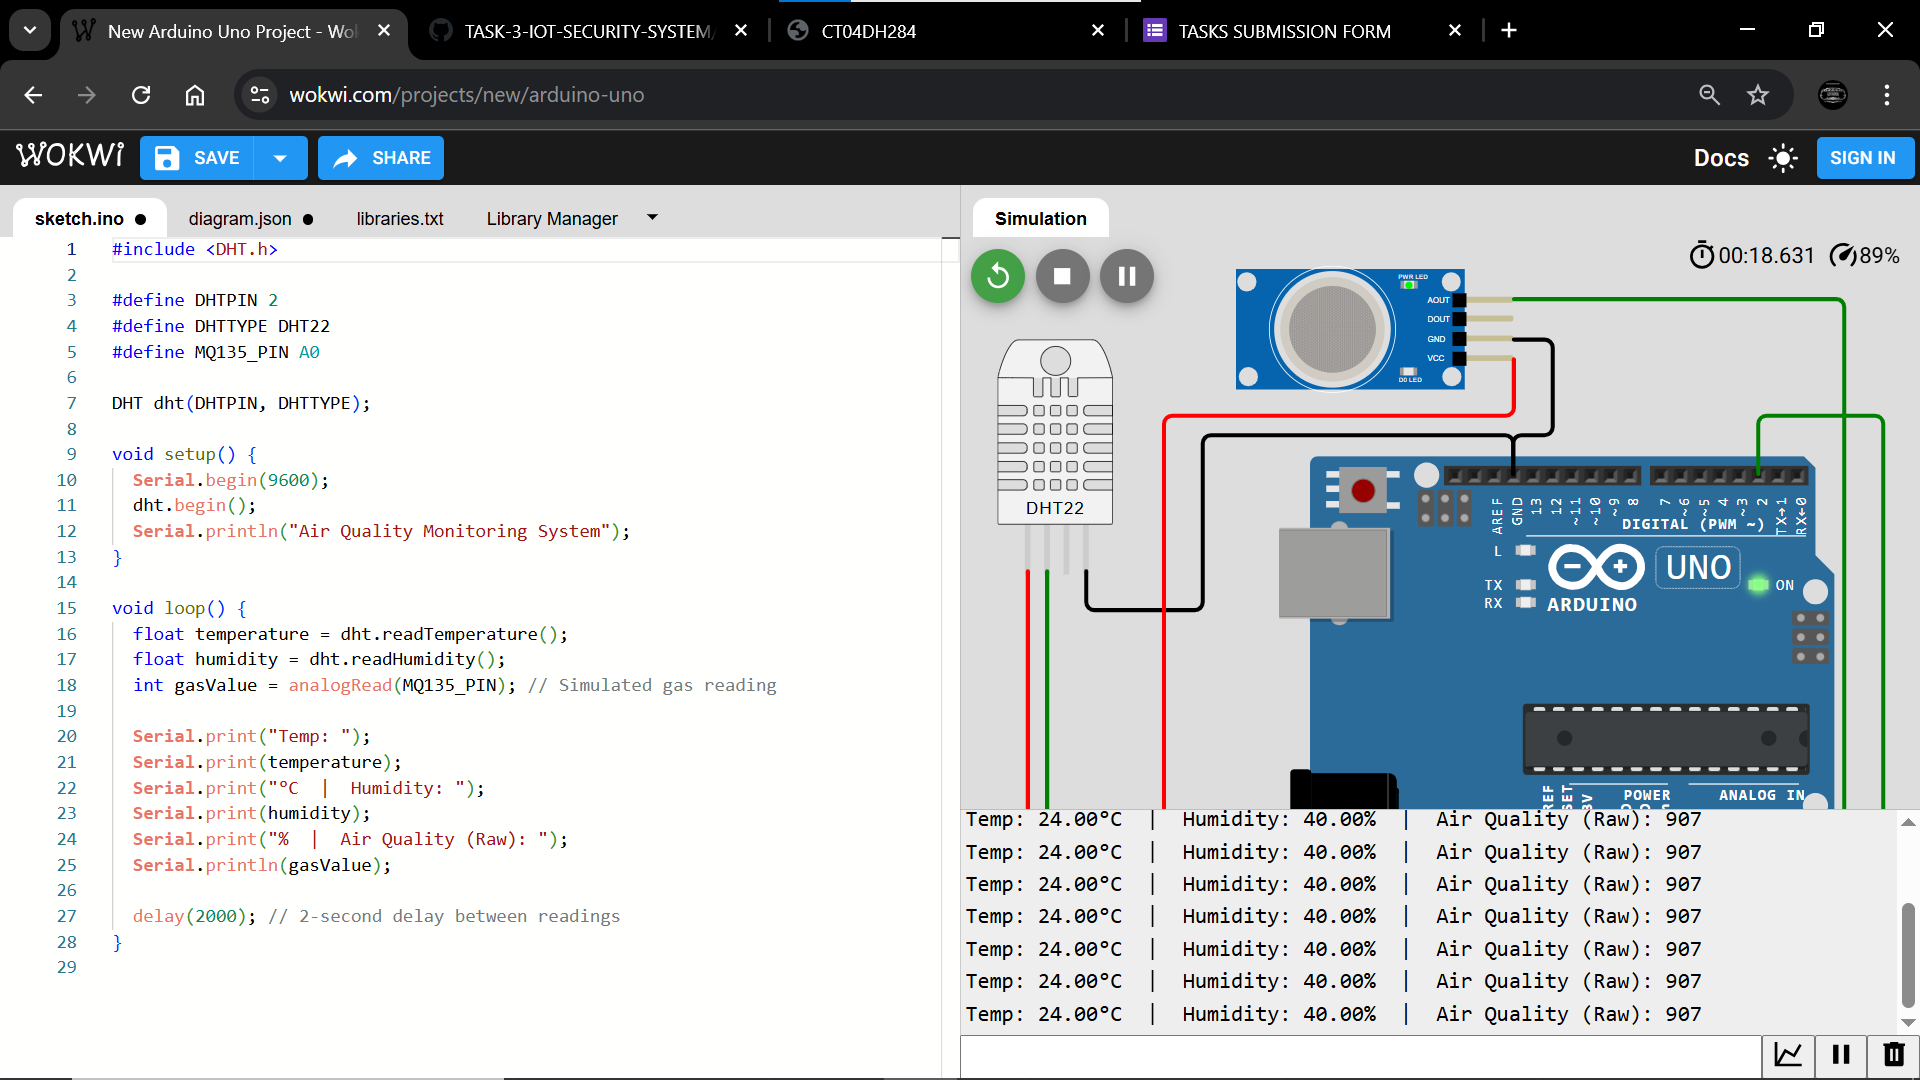 New Arduino Uno Project - Wok
TASK-3-IOT-SECURITY-SYSTEM/
CT04DH284
TASKS SUBMISSION FORM
wokwi.com/projects/new/arduino-uno
WOKWi
SAVE
SHARE
Docs
SIGN IN
sketch.ino
diagram.json
libraries.txt
Library Manager
1 #include <DHT.h>
2
3 #define DHTPIN 2
4 #define DHTTYPE DHT22
5 #define MQ135_PIN A0
6
7 DHT dht(DHTPIN, DHTTYPE);
8
9 void setup() {
10 Serial.begin(9600);
11 dht.begin();
12 Serial.println("Air Quality Monitoring System");
13 }
14
15 void loop() {
16 float temperature = dht.readTemperature();
17 float humidity = dht.readHumidity();
18 int gasValue = analogRead(MQ135_PIN); // Simulated gas reading
19
20 Serial.print("Temp: ");
21 Serial.print(temperature);
22 Serial.print("°C  |  Humidity: ");
23 Serial.print(humidity);
24 Serial.print("%  |  Air Quality (Raw): ");
25 Serial.println(gasValue);
26
27 delay(2000); // 2-second delay between readings
28 }
29
Simulation
00:18.631
89%
PWR LED
AOUT
DOUT
GND
VCC
D0 LED
DHT22
AREF
GND
13
12
~11
~10
~9
8
7
~6
~5
4
~3
2
TX→1
RX←0
DIGITAL (PWM ~)
L
TX
RX
UNO
ON
ARDUINO
POWER
ANALOG IN
Temp: 24.00°C  |  Humidity: 40.00%  |  Air Quality (Raw): 907
Temp: 24.00°C  |  Humidity: 40.00%  |  Air Quality (Raw): 907
Temp: 24.00°C  |  Humidity: 40.00%  |  Air Quality (Raw): 907
Temp: 24.00°C  |  Humidity: 40.00%  |  Air Quality (Raw): 907
Temp: 24.00°C  |  Humidity: 40.00%  |  Air Quality (Raw): 907
Temp: 24.00°C  |  Humidity: 40.00%  |  Air Quality (Raw): 907
Temp: 24.00°C  |  Humidity: 40.00%  |  Air Quality (Raw): 907